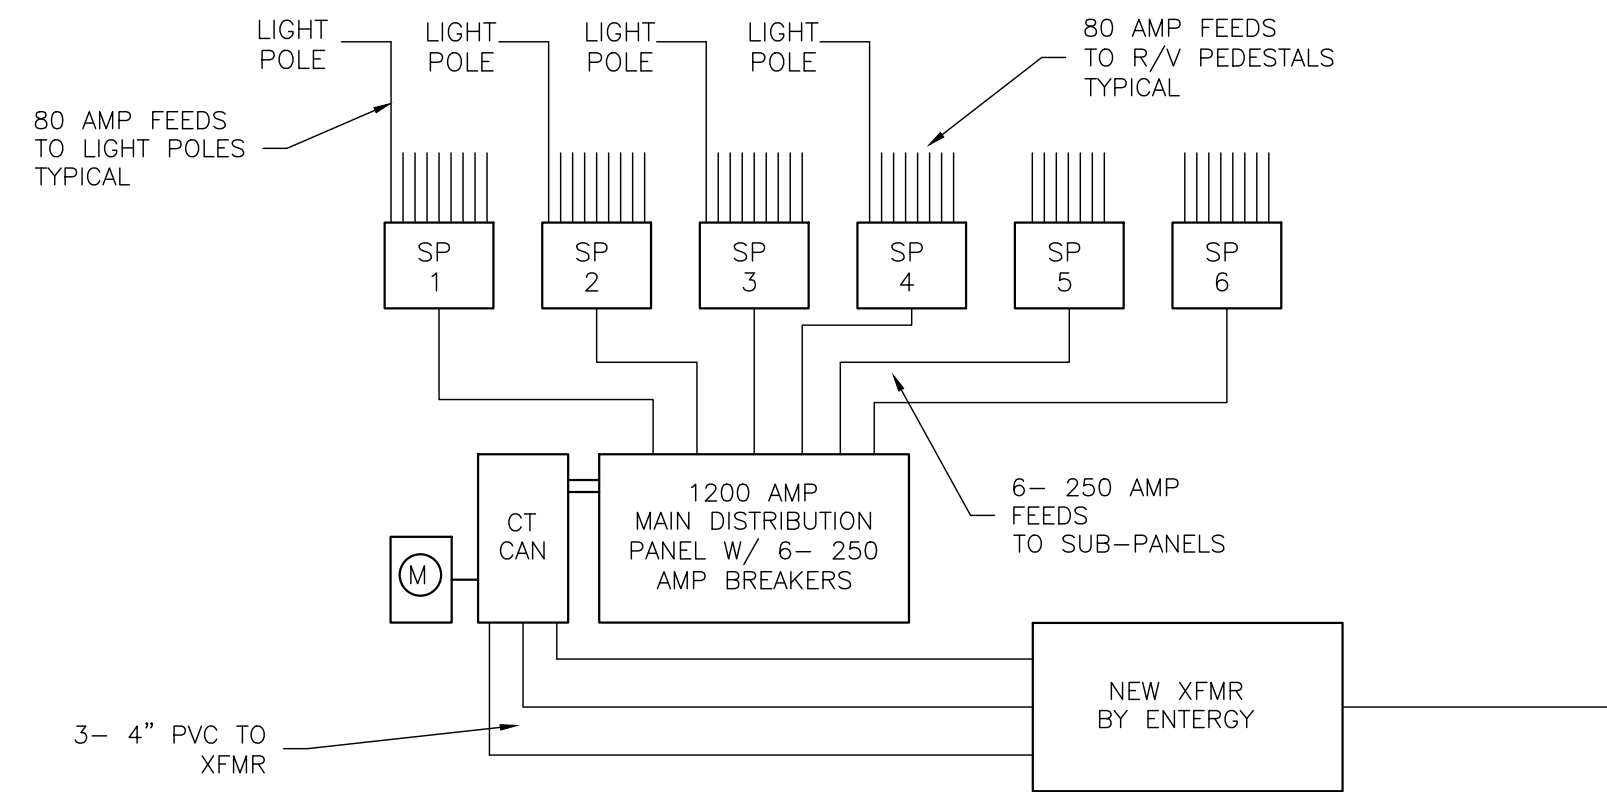 LIGHT
POLE
LIGHT
POLE
LIGHT
POLE
LIGHT
POLE
80 AMP FEEDS
TO R/V PEDESTALS
TYPICAL
80 AMP FEEDS
TO LIGHT POLES
TYPICAL
SP
1
SP
2
SP
3
SP
4
SP
5
SP
6
CT
CAN
1200 AMP
MAIN DISTRIBUTION
PANEL W/ 6- 250
AMP BREAKERS
6- 250 AMP
FEEDS
TO SUB-PANELS
M
NEW XFMR
BY ENTERGY
3- 4” PVC TO
XFMR